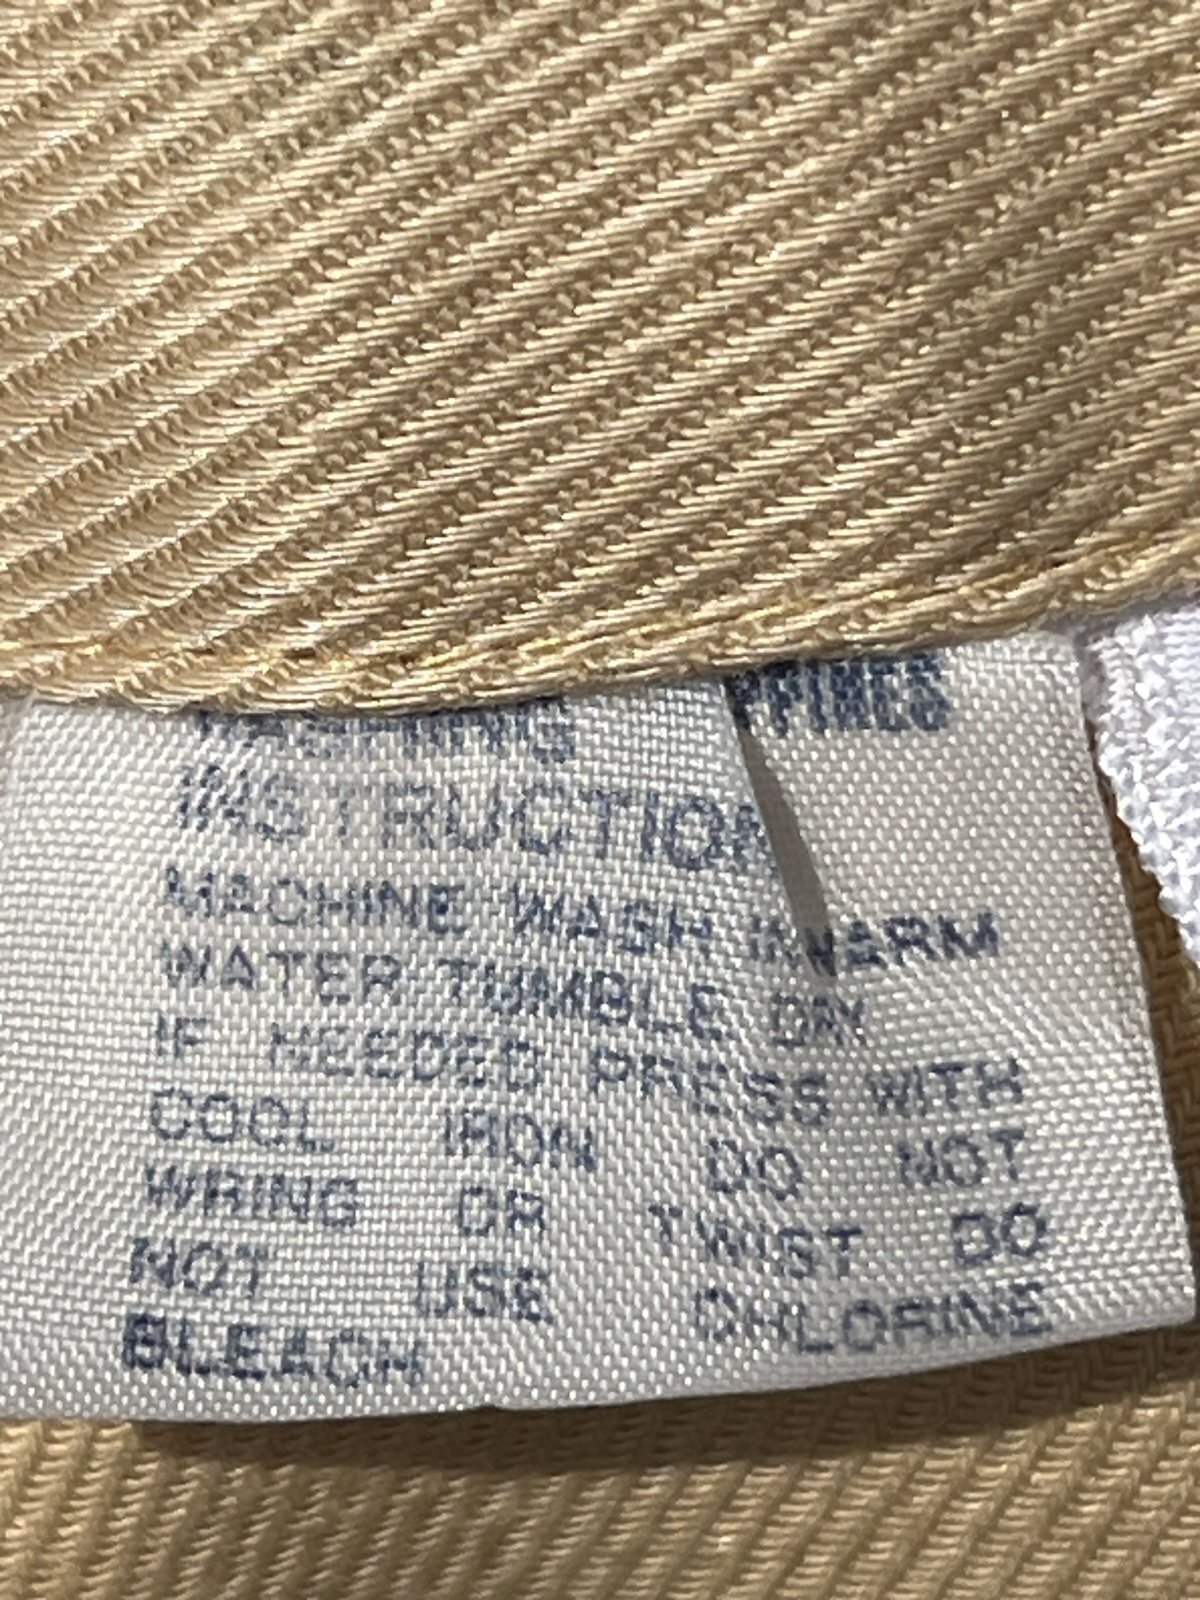 WASHING
INSTRUCTION
MACHINE WASH IN WARM
WATER TUMBLE DRY
IF NEEDED PRESS WITH
COOL IRON DO NOT
WRING OR TWIST DO
NOT USE CHLORINE
BLEACH